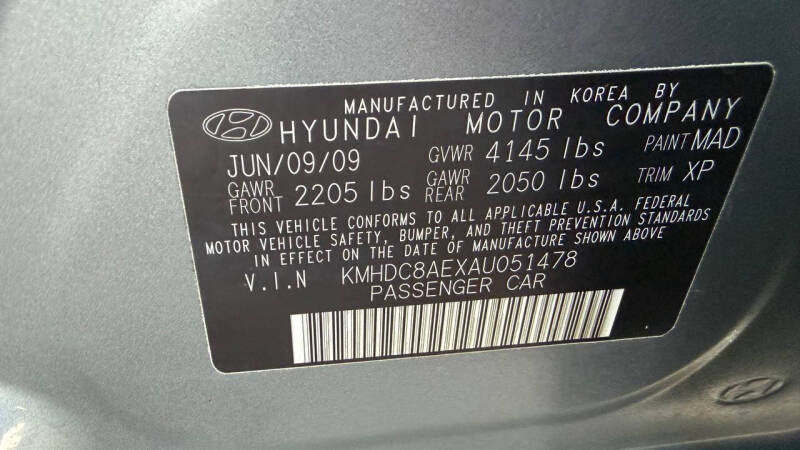 MANUFACTURED IN KOREA BY
HYUNDAI MOTOR COMPANY
JUN/09/09 GVWR 4145 lbs PAINT MAD
GAWR FRONT 2205 lbs GAWR REAR 2050 lbs TRIM XP
THIS VEHICLE CONFORMS TO ALL APPLICABLE U.S.A. FEDERAL
MOTOR VEHICLE SAFETY, BUMPER, AND THEFT PREVENTION STANDARDS
IN EFFECT ON THE DATE OF MANUFACTURE SHOWN ABOVE
V.I.N KMHDC8AEXAU051478
PASSENGER CAR